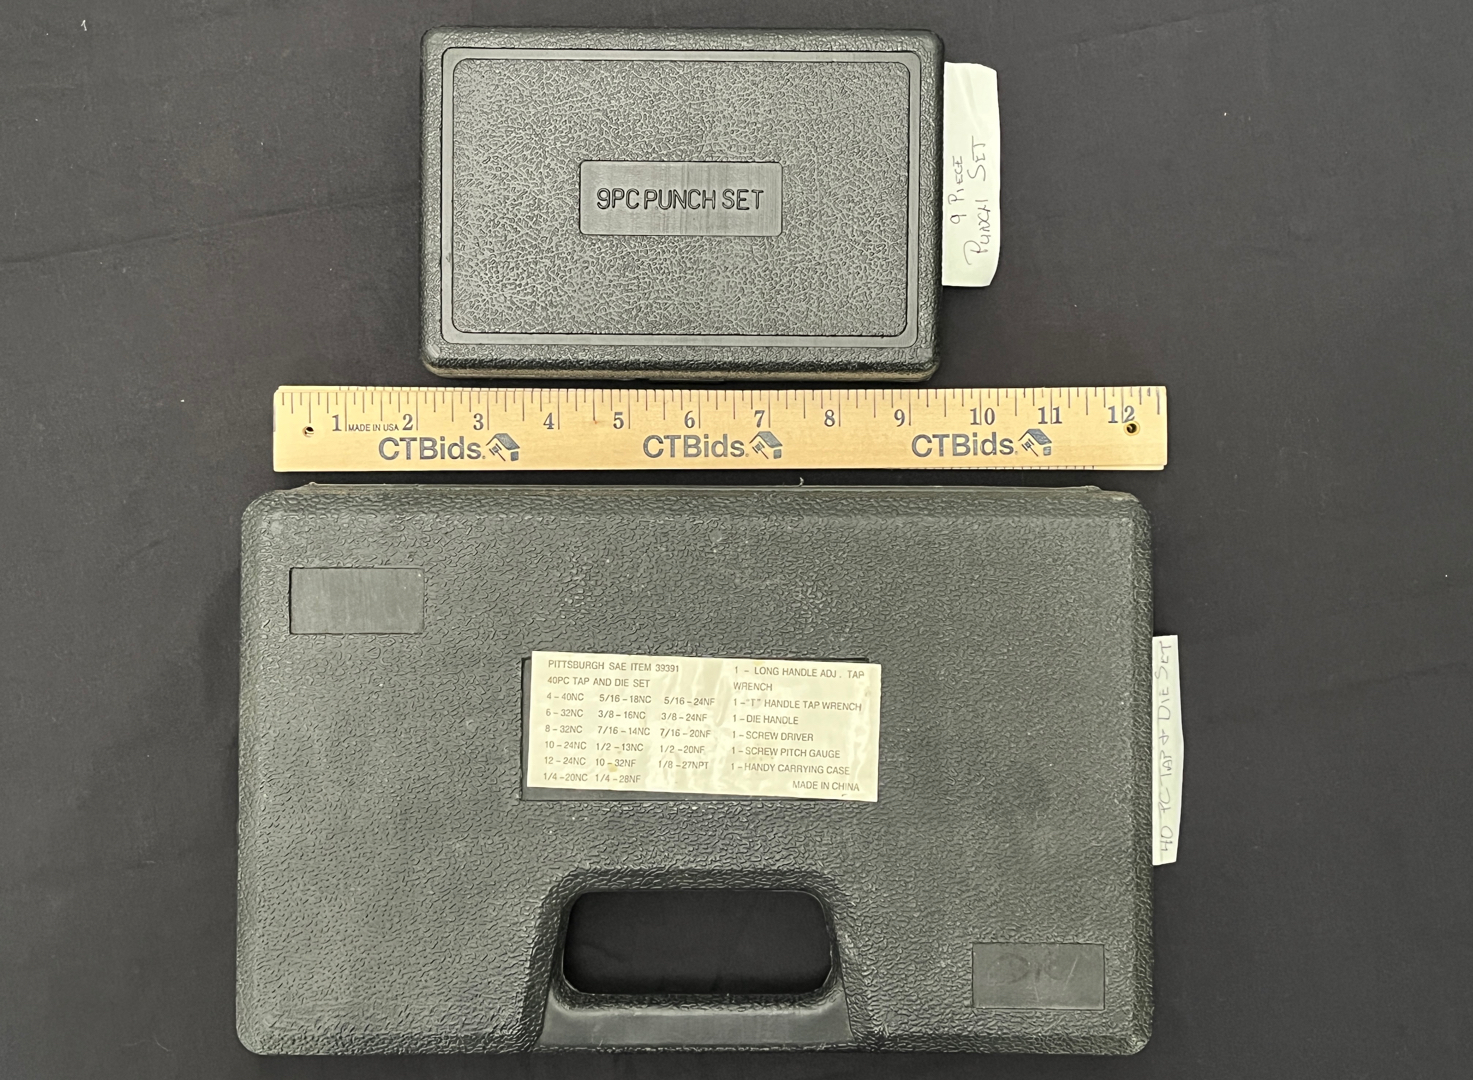 9PC PUNCH SET
9 PIECE
PUNCH SET
1 MADE IN USA 2 3 4 5 6 7 8 9 10 11 12
CTBids. CTBids. CTBids.
PITTSBURGH SAE ITEM 39391
40PC TAP AND DIE SET
4-40NC 5/16-18NC 5/16-24NF
6-32NC 3/8-16NC 3/8-24NF
8-32NC 7/16-14NC 7/16-20NF
10-24NC 1/2-13NC 1/2-20NF
12-24NC 10-32NF 1/8-27NPT
1/4-20NC 1/4-28NF
1 - LONG HANDLE ADJ. TAP
WRENCH
1 -"T" HANDLE TAP WRENCH
1 -DIE HANDLE
1 -SCREW DRIVER
1 -SCREW PITCH GAUGE
1 -HANDY CARRYING CASE
MADE IN CHINA
40 PC TAP & DIE SET